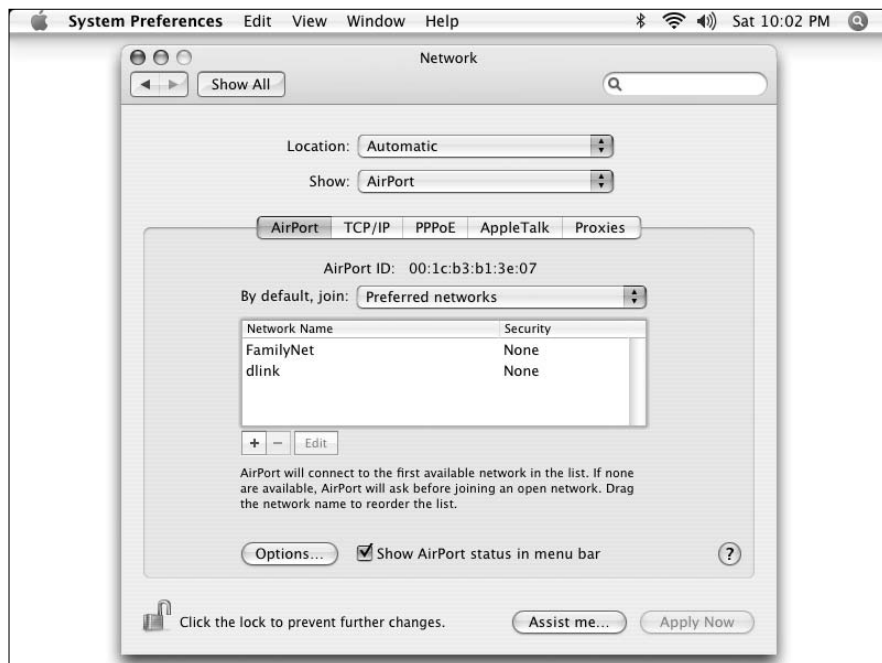 System Preferences Edit View Window Help Sat 10:02 PM
Network
Show All
Location: Automatic
Show: AirPort
AirPort TCP/IP PPPoE AppleTalk Proxies
AirPort ID: 00:1c:b3:b1:3e:07
By default, join: Preferred networks
Network Name Security
FamilyNet None
dlink None
+ − Edit
AirPort will connect to the first available network in the list. If none
are available, AirPort will ask before joining an open network. Drag
the network name to reorder the list.
Options... Show AirPort status in menu bar ?
Click the lock to prevent further changes. Assist me... Apply Now